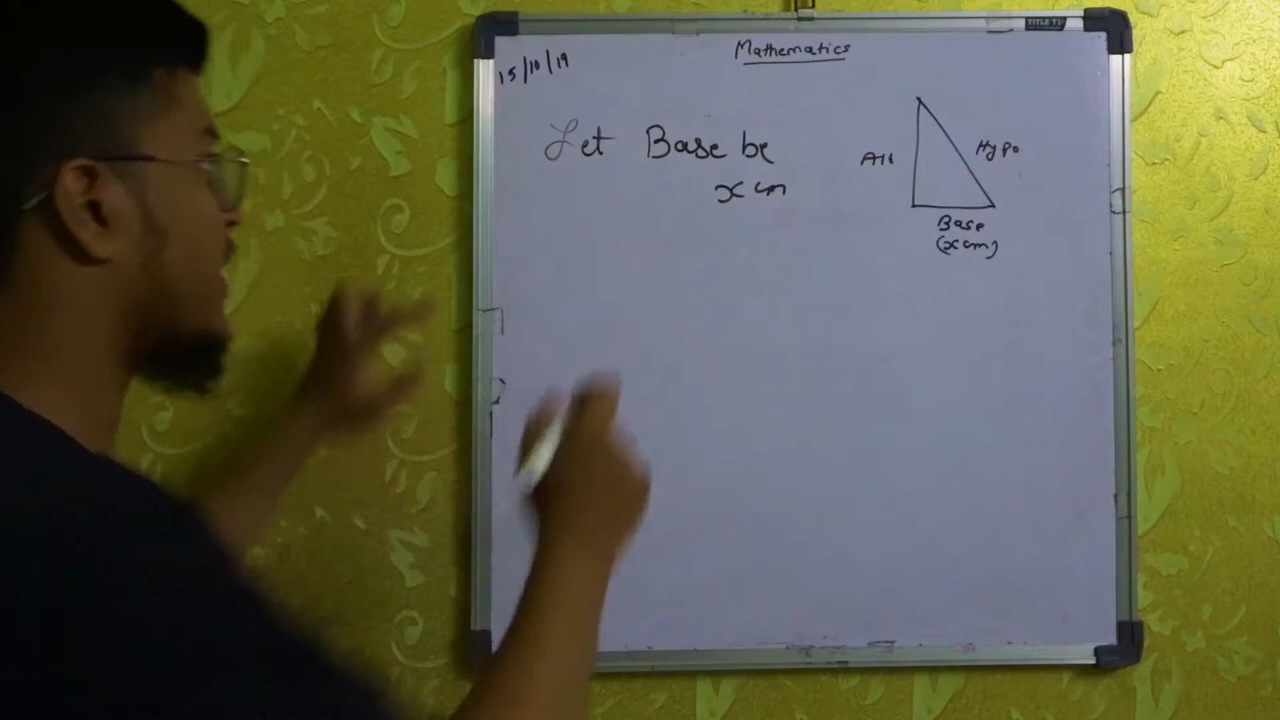 Mathematics
15/10/19
Let Base be
x cm
Alt
Hypo
Base
(x cm)